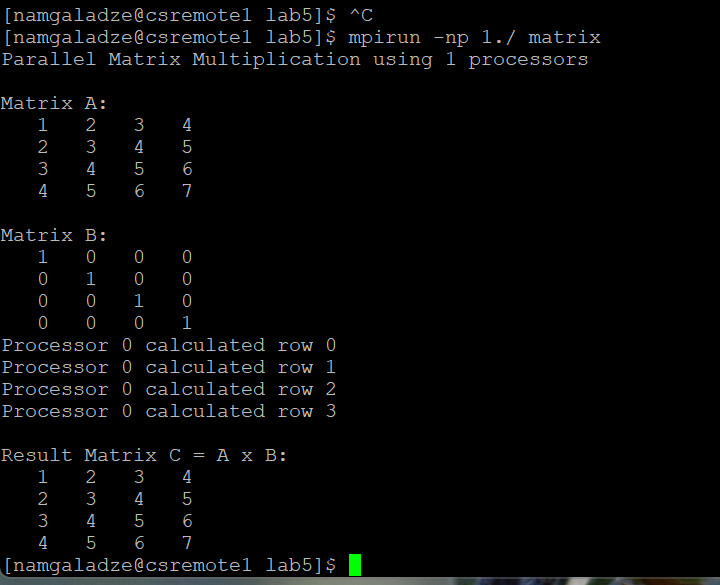 [namgaladze@csremote1 lab5]$ ^C
[namgaladze@csremote1 lab5]$ mpirun -np 1./ matrix
Parallel Matrix Multiplication using 1 processors

Matrix A:
   1   2   3   4
   2   3   4   5
   3   4   5   6
   4   5   6   7

Matrix B:
   1   0   0   0
   0   1   0   0
   0   0   1   0
   0   0   0   1
Processor 0 calculated row 0
Processor 0 calculated row 1
Processor 0 calculated row 2
Processor 0 calculated row 3

Result Matrix C = A x B:
   1   2   3   4
   2   3   4   5
   3   4   5   6
   4   5   6   7
[namgaladze@csremote1 lab5]$